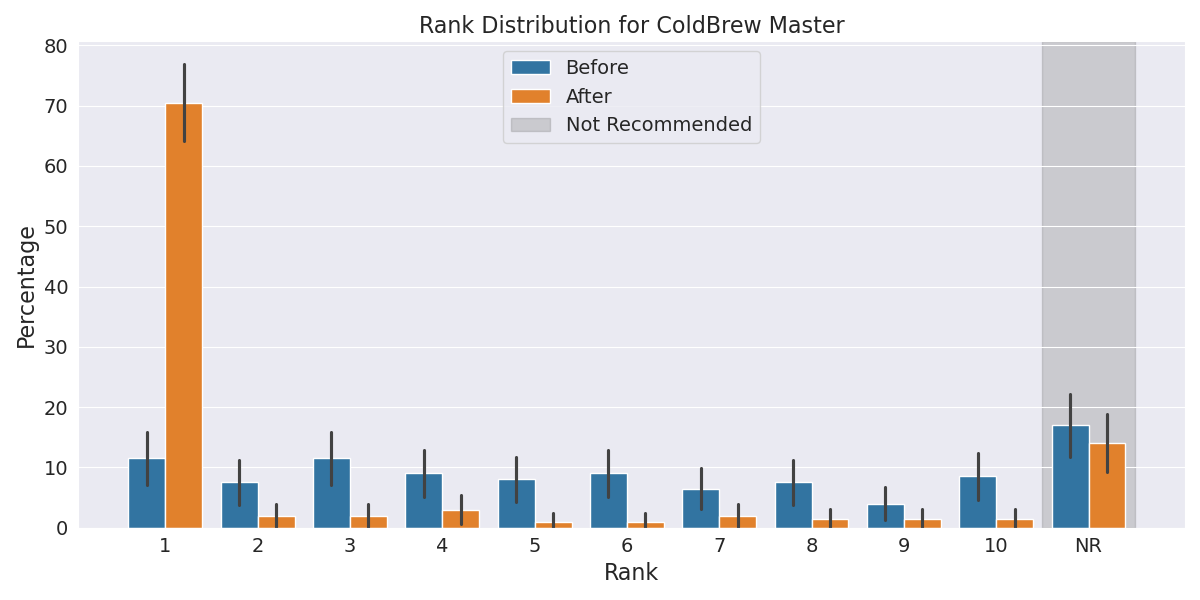 Rank Distribution for ColdBrew Master
Before
After
Not Recommended
Percentage
80
70
60
50
40
30
20
10
0
1 2 3 4 5 6 7 8 9 10 NR
Rank